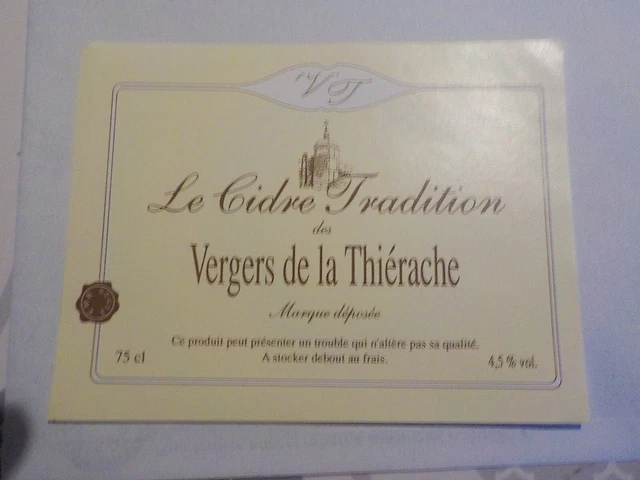 VT
Le Cidre Tradition
des
Vergers de la Thiérache
Marque déposée
Ce produit peut présenter un trouble qui n'altère pas sa qualité.
A stocker debout au frais.
75 cl
4,5 % vol.